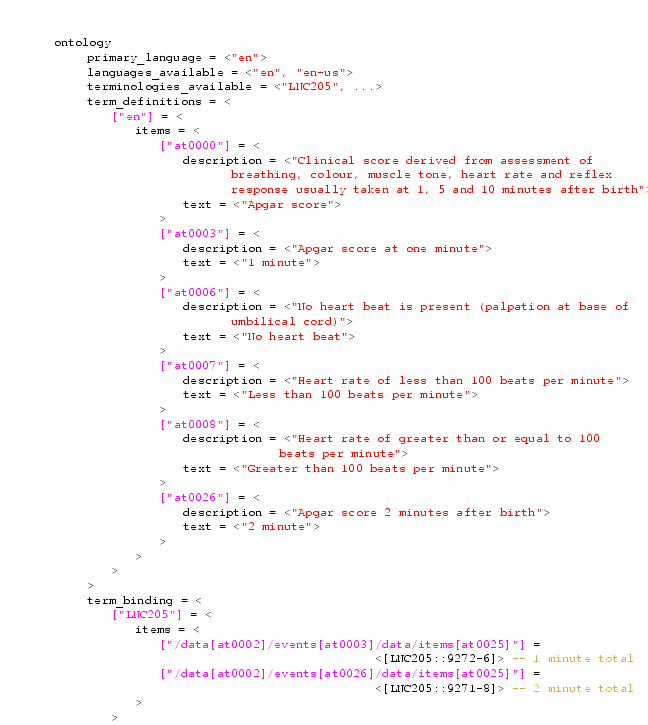 ontology
primary_language = <"en">
languages_available = <"en", "en-us">
terminologies_available = <"LNC205", ...>
term_definitions = <
["en"] = <
items = <
["at0000"] = <
description = <"Clinical score derived from assessment of
breathing, colour, muscle tone, heart rate and reflex
response usually taken at 1, 5 and 10 minutes after birth">
text = <"Apgar score">
>
["at0003"] = <
description = <"Apgar score at one minute">
text = <"1 minute">
>
["at0006"] = <
description = <"No heart beat is present (palpation at base of
umbilical cord)">
text = <"No heart beat">
>
["at0007"] = <
description = <"Heart rate of less than 100 beats per minute">
text = <"Less than 100 beats per minute">
>
["at0008"] = <
description = <"Heart rate of greater than or equal to 100
beats per minute">
text = <"Greater than 100 beats per minute">
>
["at0026"] = <
description = <"Apgar score 2 minutes after birth">
text = <"2 minute">
>
>
>
>
term_binding = <
["LNC205"] = <
items = <
["/data[at0002]/events[at0003]/data/items[at0025]"] =
<[LNC205::9272-6]> -- 1 minute total
["/data[at0002]/events[at0026]/data/items[at0025]"] =
<[LNC205::9271-8]> -- 2 minute total
>
>